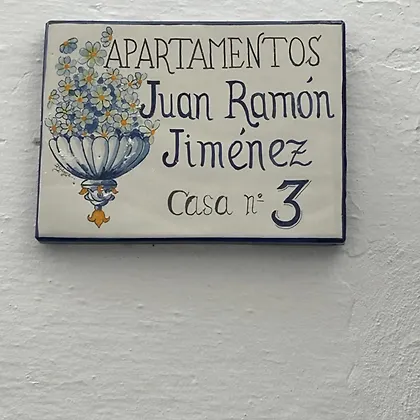 APARTAMENTOS
Juan Ramón
Jiménez
Casa nº 3